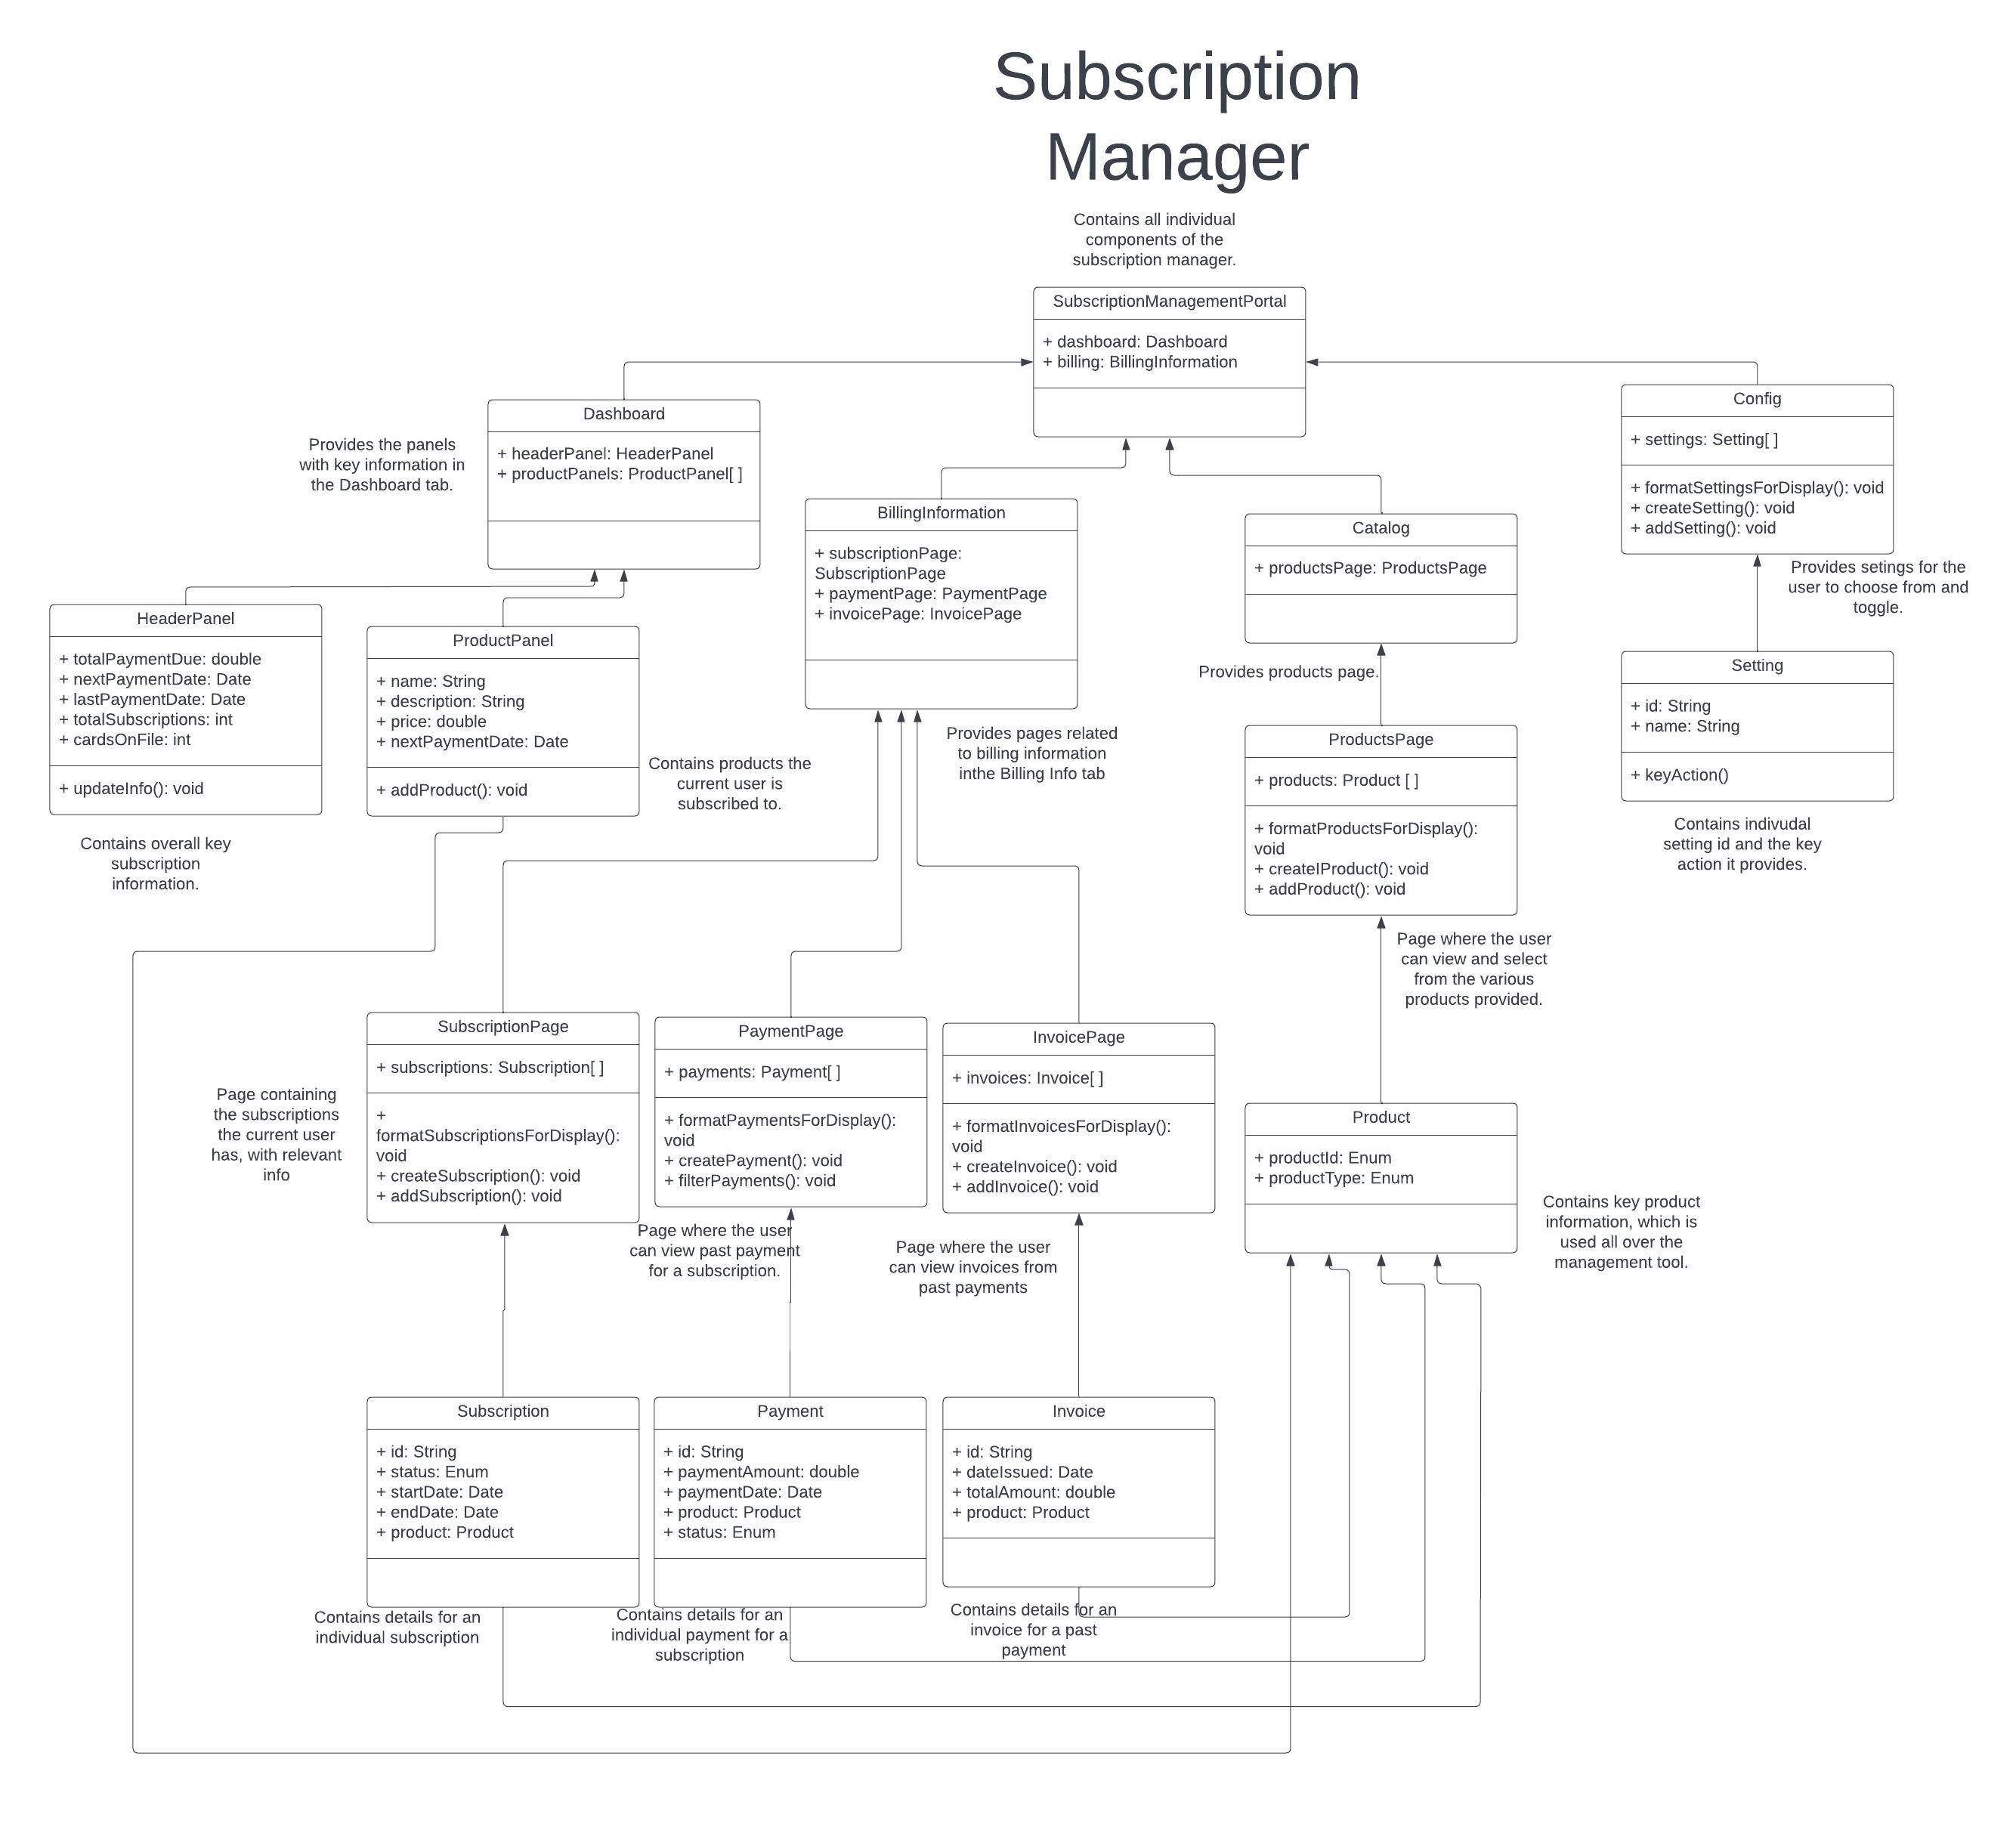 Subscription
Manager
Contains all individual
components of the
subscription manager.
SubscriptionManagementPortal
+ dashboard: Dashboard
+ billing: BillingInformation
Dashboard
+ headerPanel: HeaderPanel
+ productPanels: ProductPanel[ ]
Provides the panels
with key information in
the Dashboard tab.
Config
+ settings: Setting[ ]
+ formatSettingsForDisplay(): void
+ createSetting(): void
+ addSetting(): void
Provides setings for the
user to choose from and
toggle.
BillingInformation
+ subscriptionPage:
SubscriptionPage
+ paymentPage: PaymentPage
+ invoicePage: InvoicePage
Provides pages related
to billing information
inthe Billing Info tab
Catalog
+ productsPage: ProductsPage
Provides products page.
HeaderPanel
+ totalPaymentDue: double
+ nextPaymentDate: Date
+ lastPaymentDate: Date
+ totalSubscriptions: int
+ cardsOnFile: int
+ updateInfo(): void
Contains overall key
subscription
information.
ProductPanel
+ name: String
+ description: String
+ price: double
+ nextPaymentDate: Date
+ addProduct(): void
Contains products the
current user is
subscribed to.
Setting
+ id: String
+ name: String
+ keyAction()
Contains indivudal
setting id and the key
action it provides.
ProductsPage
+ products: Product [ ]
+ formatProductsForDisplay():
void
+ createIProduct(): void
+ addProduct(): void
Page where the user
can view and select
from the various
products provided.
SubscriptionPage
+ subscriptions: Subscription[ ]
+
formatSubscriptionsForDisplay():
void
+ createSubscription(): void
+ addSubscription(): void
Page containing
the subscriptions
the current user
has, with relevant
info
PaymentPage
+ payments: Payment[ ]
+ formatPaymentsForDisplay():
void
+ createPayment(): void
+ filterPayments(): void
Page where the user
can view past payment
for a subscription.
InvoicePage
+ invoices: Invoice[ ]
+ formatInvoicesForDisplay():
void
+ createInvoice(): void
+ addInvoice(): void
Page where the user
can view invoices from
past payments
Product
+ productId: Enum
+ productType: Enum
Contains key product
information, which is
used all over the
management tool.
Subscription
+ id: String
+ status: Enum
+ startDate: Date
+ endDate: Date
+ product: Product
Contains details for an
individual subscription
Payment
+ id: String
+ paymentAmount: double
+ paymentDate: Date
+ product: Product
+ status: Enum
Contains details for an
individual payment for a
subscription
Invoice
+ id: String
+ dateIssued: Date
+ totalAmount: double
+ product: Product
Contains details for an
invoice for a past
payment